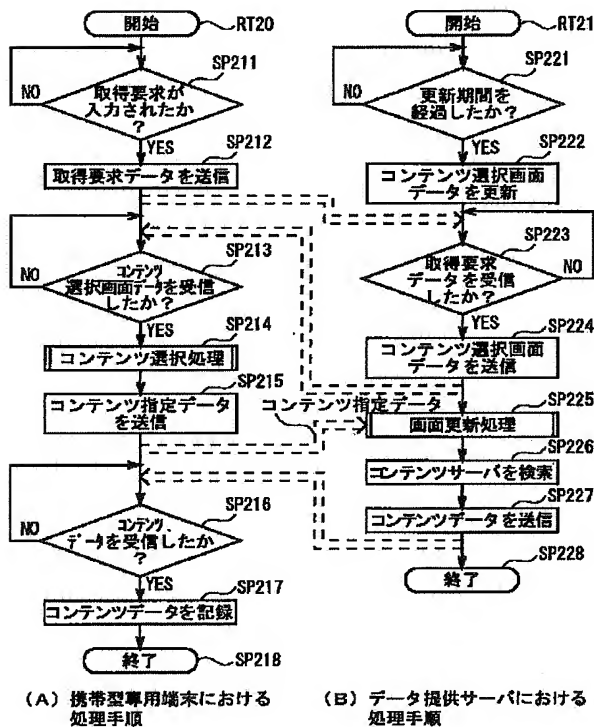 開始
RT20
SP211
NO
取得要求が
入力されたか
?
YES
SP212
取得要求データを送信
SP213
NO
コンテンツ
選択画面データを受信
したか?
YES
SP214
コンテンツ選択処理
SP215
コンテンツ指定データ
を送信
コンテンツ指定データ
SP216
NO
コンテンツ、
データを受信したか
?
YES
SP217
コンテンツデータを記録
終了
SP218
(A) 携帯型専用端末における
処理手順
開始
RT21
SP221
NO
更新期間を
経過したか?
YES
SP222
コンテンツ選択画面
データを更新
SP223
取得要求
データを受信
したか?
NO
YES
SP224
コンテンツ選択画面
データを送信
SP225
画面更新処理
SP226
コンテンツサーバを検索
SP227
コンテンツデータを送信
SP228
終了
(B) データ提供サーバにおける
処理手順